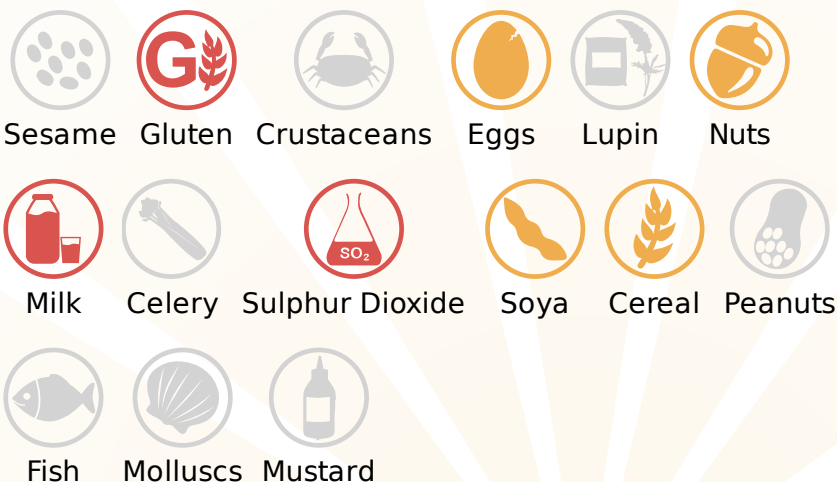 G
Sesame Gluten Crustaceans Eggs Lupin Nuts
SO₂
Milk Celery Sulphur Dioxide Soya Cereal Peanuts
Fish Molluscs Mustard